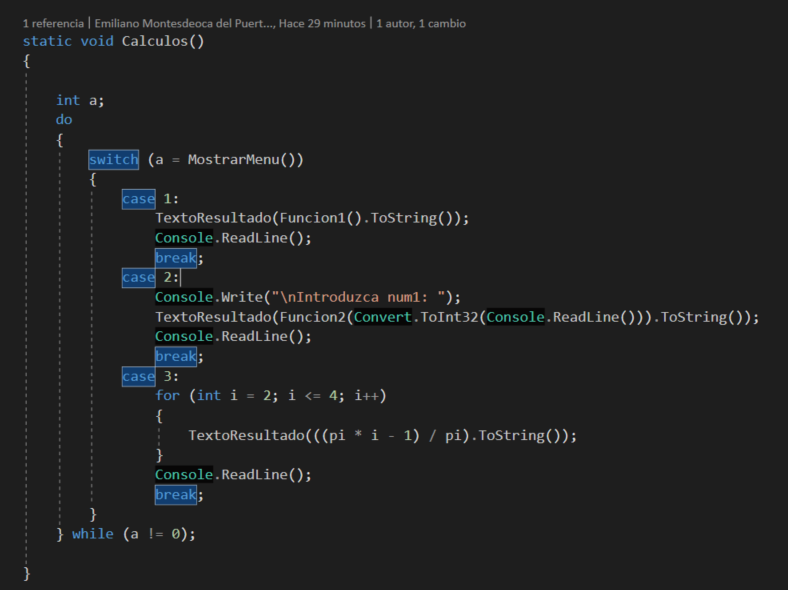 1 referencia | Emiliano Montesdeoca del Puert..., Hace 29 minutos | 1 autor, 1 cambio
static void Calculos()
{
int a;
do
{
switch (a = MostrarMenu())
{
case 1:
TextoResultado(Funcion1().ToString());
Console.ReadLine();
break;
case 2:
Console.Write("\nIntroduzca num1: ");
TextoResultado(Funcion2(Convert.ToInt32(Console.ReadLine())).ToString());
Console.ReadLine();
break;
case 3:
for (int i = 2; i <= 4; i++)
{
TextoResultado(((pi * i - 1) / pi).ToString());
}
Console.ReadLine();
break;
}
} while (a != 0);
}